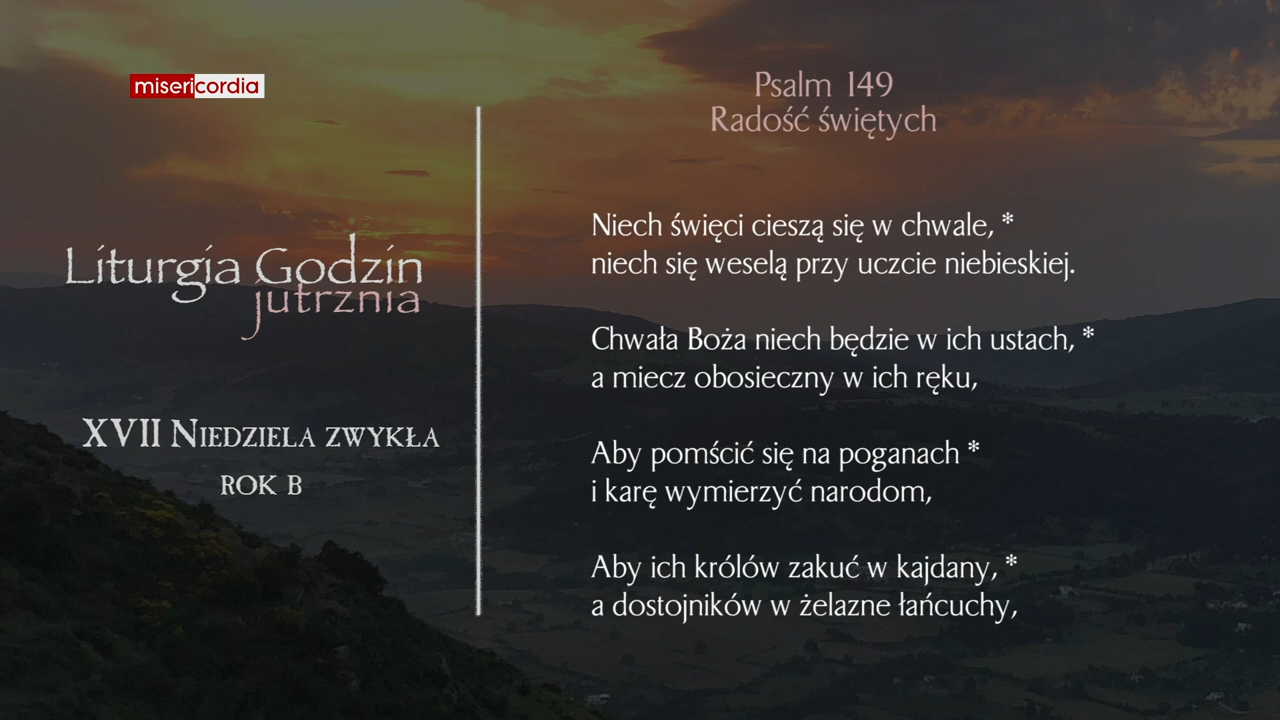 misericordia
Liturgia Godzin
jutrznia
XVII Niedziela zwykła
rok B
Psalm 149
Radość świętych
Niech święci cieszą się w chwale, *
niech się weselą przy uczcie niebieskiej.
Chwała Boża niech będzie w ich ustach, *
a miecz obosieczny w ich ręku,
Aby pomścić się na poganach *
i karę wymierzyć narodom,
Aby ich królów zakuć w kajdany, *
a dostojników w żelazne łańcuchy,